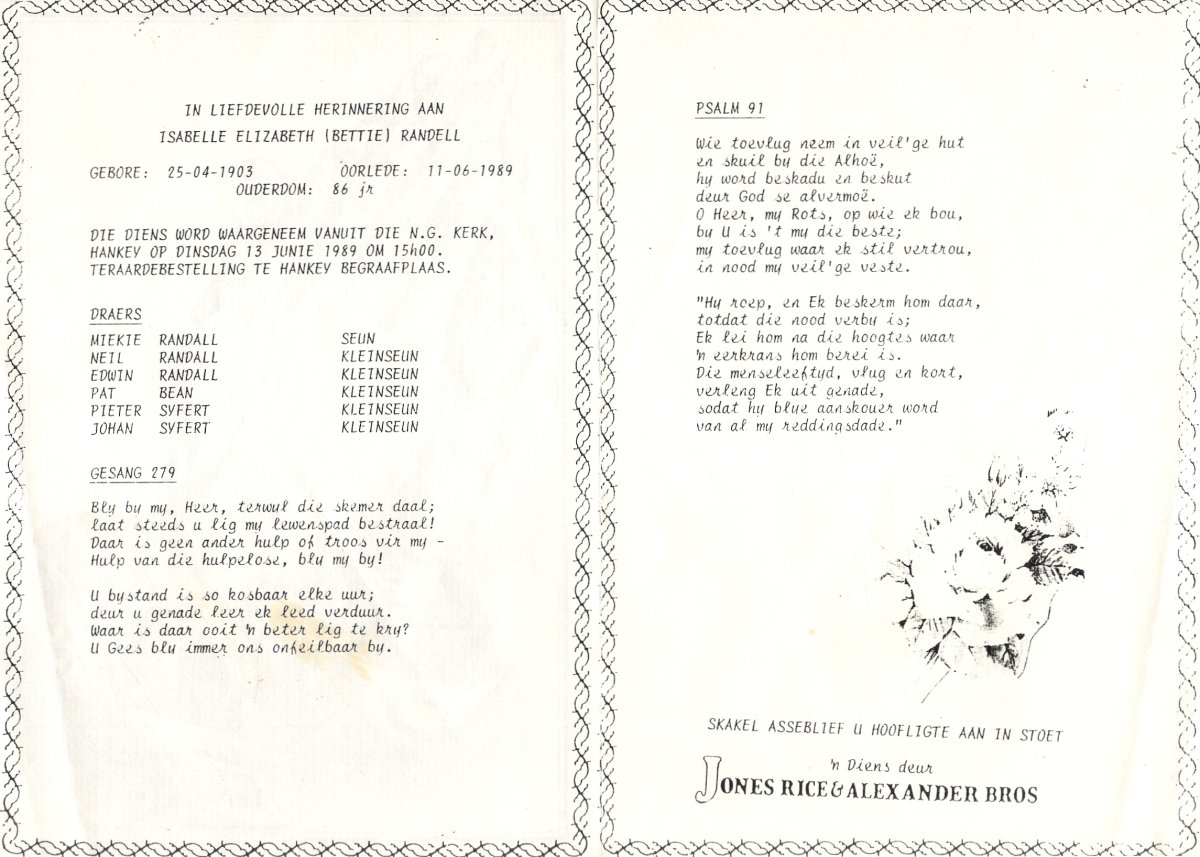 IN LIEFDEVOLLE HERINNERING AAN
ISABELLE ELIZABETH (BETTIE) RANDELL
GEBORE: 25-04-1903 OORLEDE: 11-06-1989
OUDERDOM: 86 jr
DIE DIENS WORD WAARGENEEM VANUIT DIE N.G. KERK,
HANKEY OP DINSDAG 13 JUNIE 1989 OM 15h00.
TERAARDEBESTELLING TE HANKEY BEGRAAFPLAAS.
DRAERS
MIEKIE RANDALL SEUN
NEIL RANDALL KLEINSEUN
EDWIN RANDALL KLEINSEUN
PAT BEAN KLEINSEUN
PIETER SYFERT KLEINSEUN
JOHAN SYFERT KLEINSEUN
GESANG 279
Bly by my, Heer, terwyl die skemer daal;
laat steeds u lig my lewenspad bestraal!
Daar is geen ander hulp of troos vir my -
Hulp van die hulpelose, bly my by!
U bystand is so kosbaar elke uur;
deur u genade leer ek leed verduur.
Waar is daar ooit 'n beter lig te kry?
U Gees bly immer ons onfeilbaar by.
PSALM 91
Wie toevlug neem in veil'ge hut
en skuil by die Alhoë,
hy word beskadu en beskut
deur God se alvermoë.
O Heer, my Rots, op wie ek bou,
by U is 't my die beste;
my toevlug waar ek stil vertrou,
in nood my veil'ge veste.
"Hy roep, en Ek beskerm hom daar,
totdat die nood verby is;
Ek lei hom na die hoogtes waar
'n eerkrans hom berei is.
Die menseleeftyd, vlug en kort,
verleng Ek uit genade,
sodat hy blye aanskouer word
van al my reddingsdade."
SKAKEL ASSEBLIEF U HOOFLIGTE AAN IN STOET
'n Diens deur
JONES RICE & ALEXANDER BROS